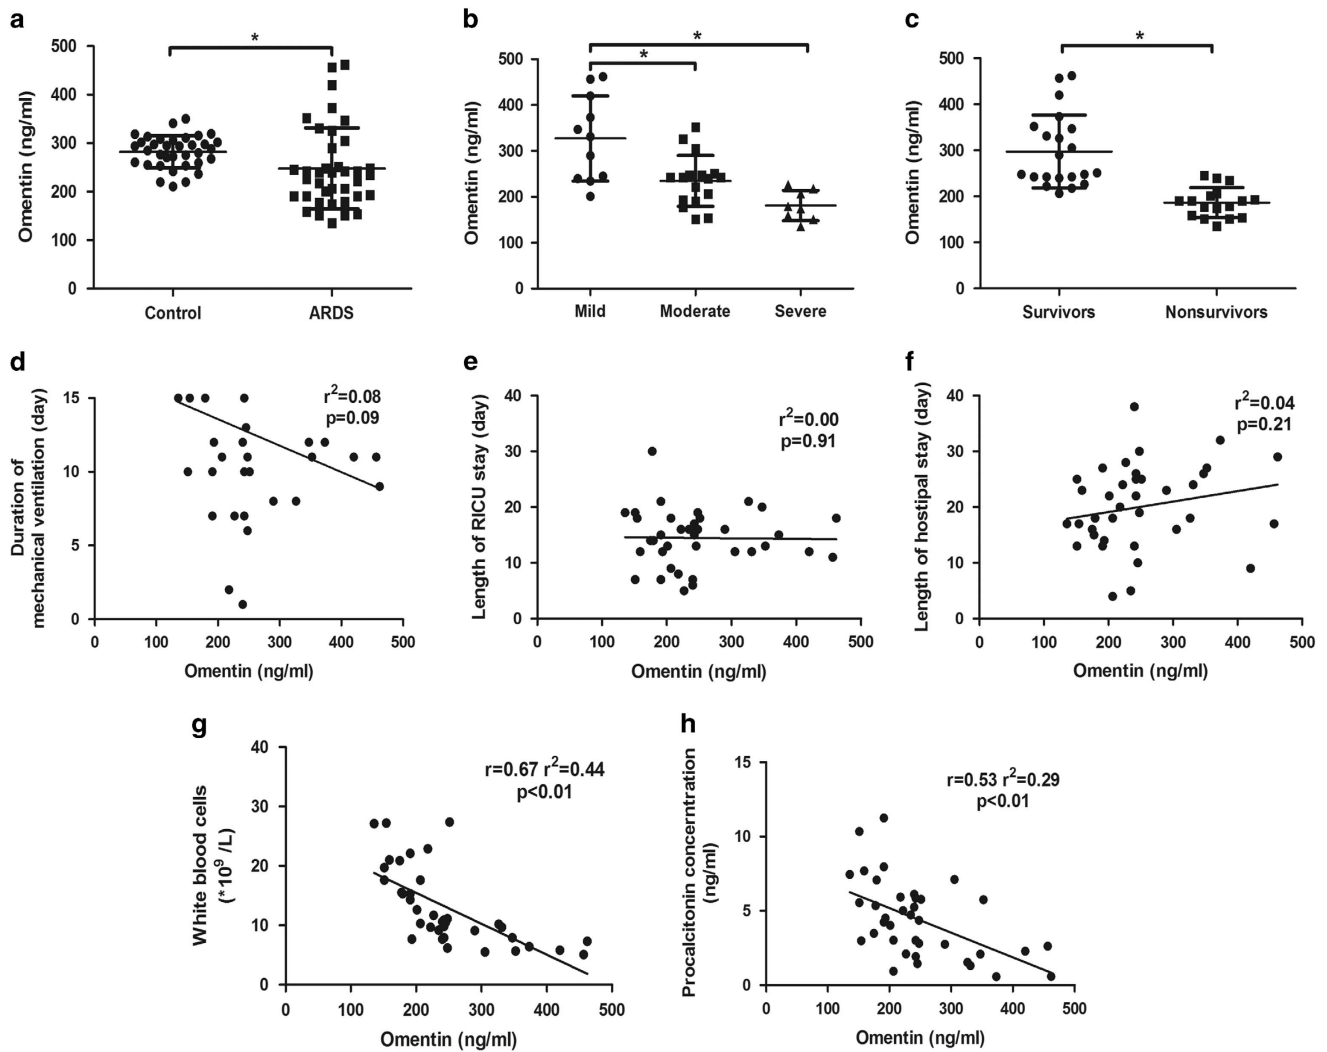 a
*
500
400
300
200
100
0
Omentin (ng/ml)
Control
ARDS
b
*
*
500
400
300
200
100
0
Omentin (ng/ml)
Mild
Moderate
Severe
c
*
500
400
300
200
100
0
Omentin (ng/ml)
Survivors
Nonsurvivors
d
Duration of
mechanical ventilation (day)
15
10
5
0
r²=0.08
p=0.09
0 100 200 300 400 500
Omentin (ng/ml)
e
Length of RICU stay (day)
40
30
20
10
0
r²=0.00
p=0.91
0 100 200 300 400 500
Omentin (ng/ml)
f
Length of hostipal stay (day)
40
30
20
10
0
r²=0.04
p=0.21
0 100 200 300 400 500
Omentin (ng/ml)
g
White blood cells
(*10⁹ /L)
40
30
20
10
0
r=0.67 r²=0.44
p<0.01
0 100 200 300 400 500
Omentin (ng/ml)
h
Procalcitonin concerntration
(ng/ml)
15
10
5
0
r=0.53 r²=0.29
p<0.01
0 100 200 300 400 500
Omentin (ng/ml)